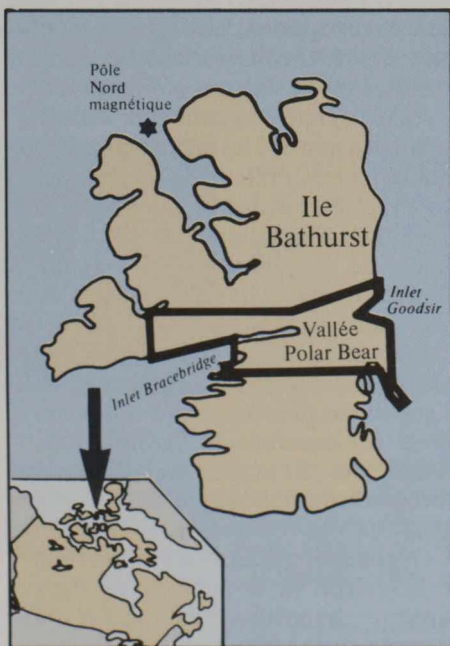 Pôle
Nord
magnétique
Ile
Bathurst
Inlet
Goodsir
Vallée
Polar Bear
Inlet Bracebridge